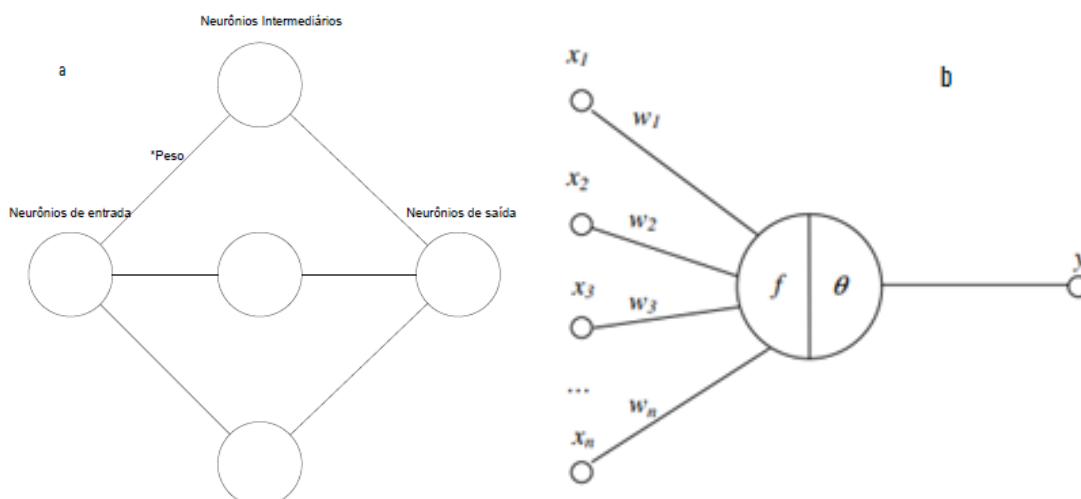 Neurônios Intermediários
a
*Peso
Neurônios de entrada
Neurônios de saída
b
x1
w1
x2
w2
x3
w3
...
wn
xn
f
θ
y